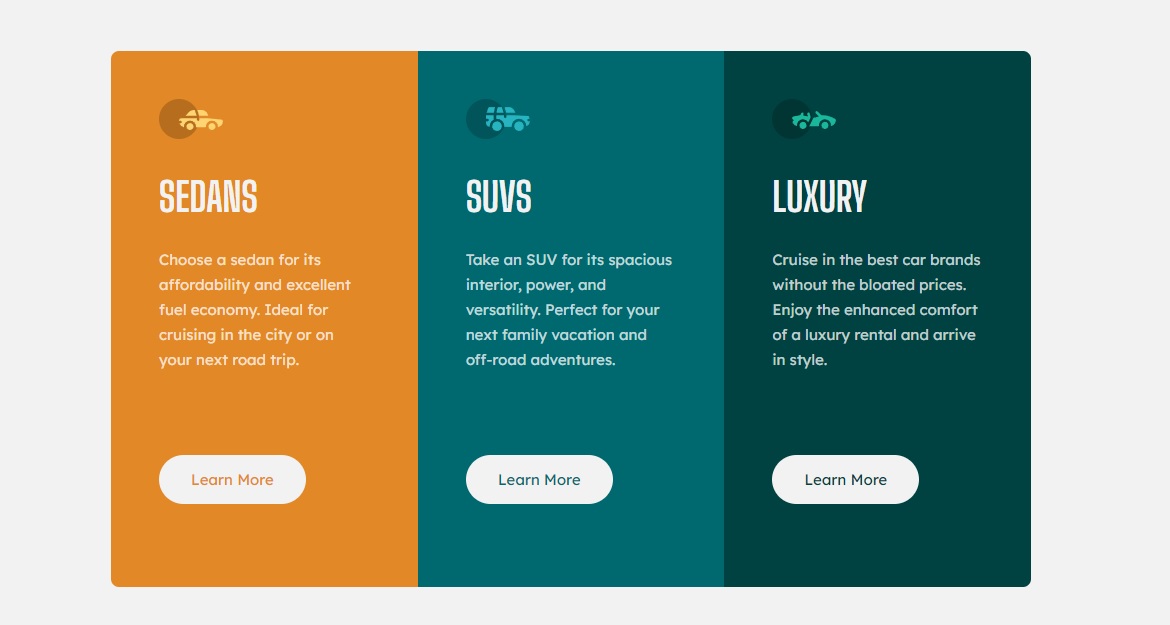 SEDANS
Choose a sedan for its
affordability and excellent
fuel economy. Ideal for
cruising in the city or on
your next road trip.
Learn More
SUVS
Take an SUV for its spacious
interior, power, and
versatility. Perfect for your
next family vacation and
off-road adventures.
Learn More
LUXURY
Cruise in the best car brands
without the bloated prices.
Enjoy the enhanced comfort
of a luxury rental and arrive
in style.
Learn More